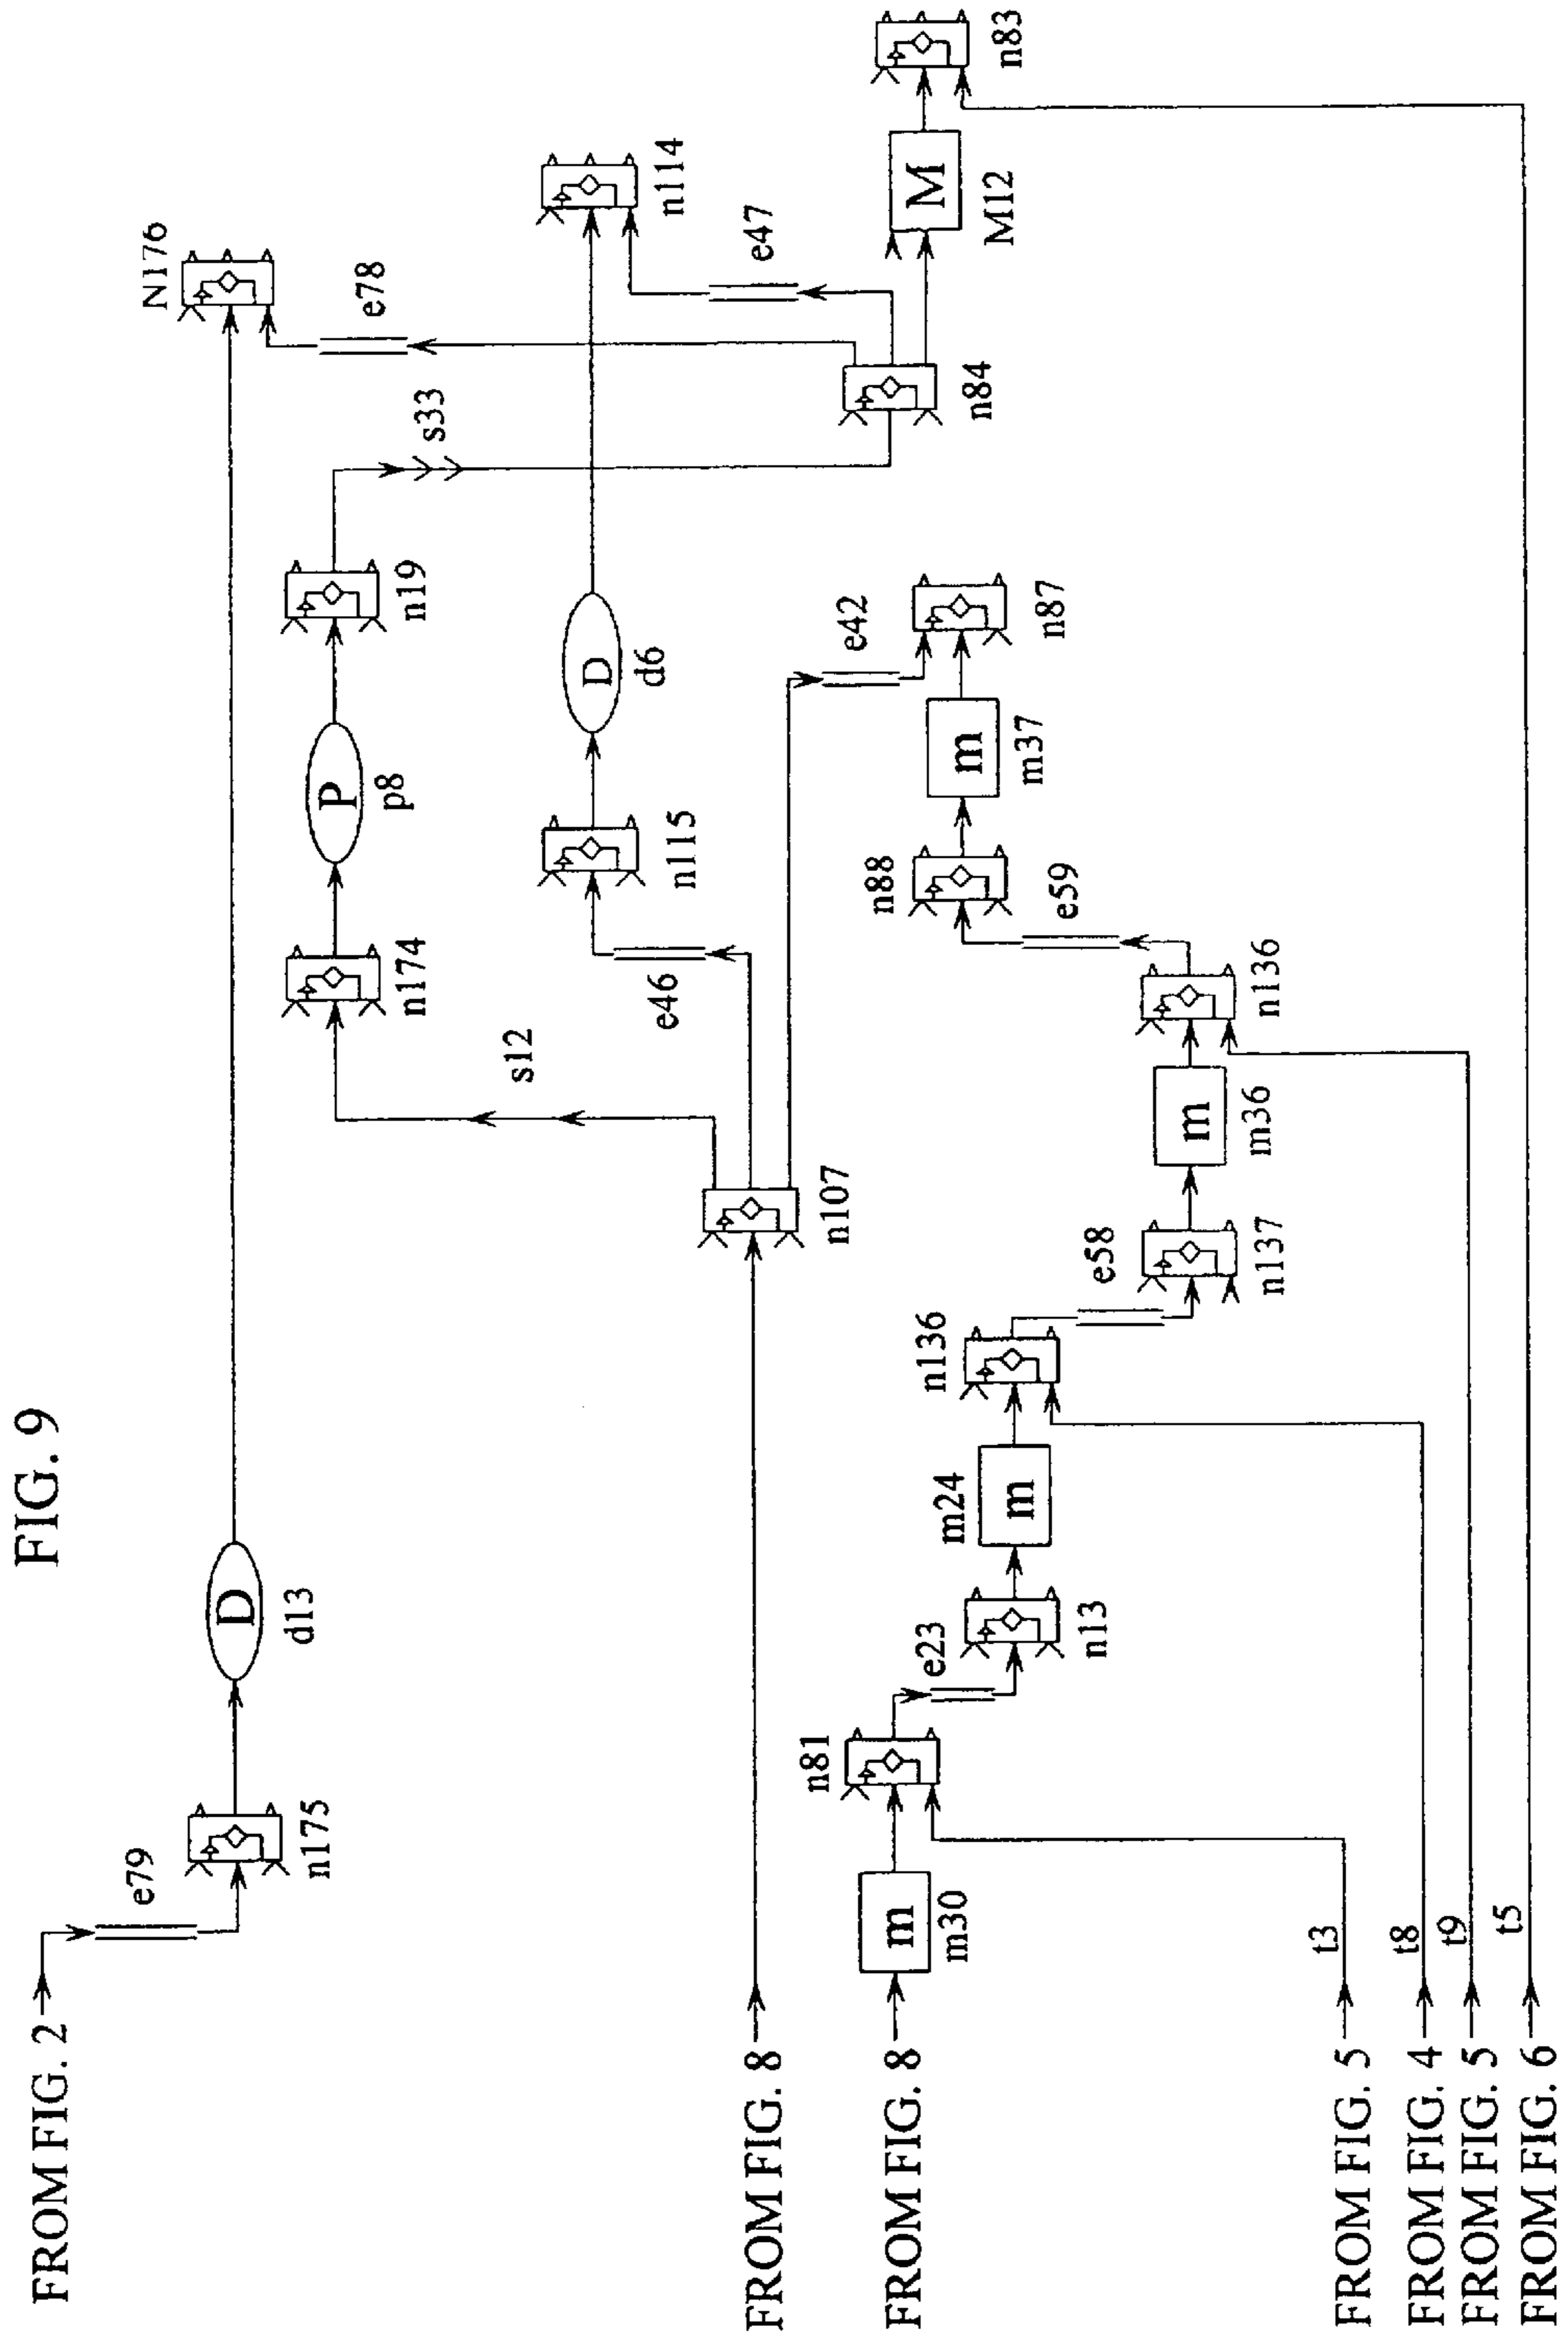 FIG. 9
FROM FIG. 2
e79
n175
D
d13
N176
e78
n174
P
p8
n19
s33
s12
e46
n115
D
d6
n114
e47
n84
M
M12
n83
FROM FIG. 8
n107
e42
n87
m
m37
n88
e59
n136
m
m36
n137
e58
n136
m24
m
n13
e23
n81
FROM FIG. 8
m
m30
FROM FIG. 5
t3
FROM FIG. 4
t8
FROM FIG. 5
t9
FROM FIG. 6
t5